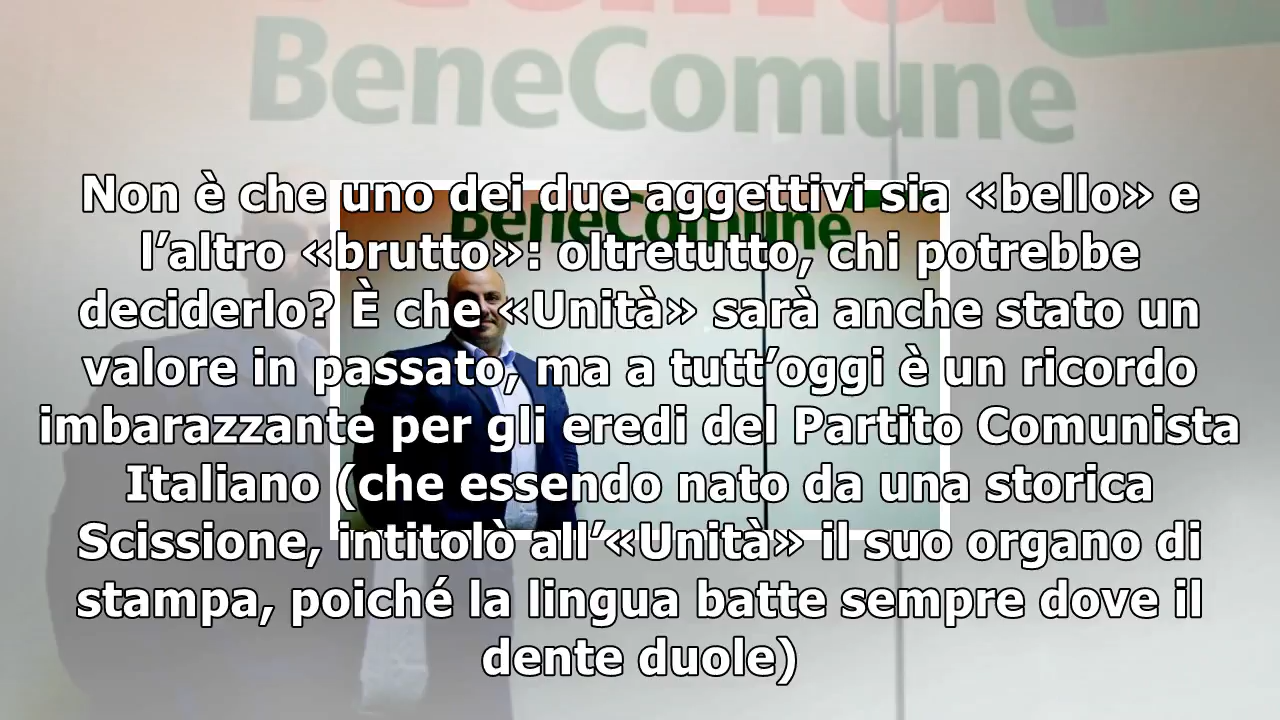 BeneComune
BeneComune
Non è che uno dei due aggettivi sia «bello» e
l’altro «brutto»: oltretutto, chi potrebbe
deciderlo? È che «Unità» sarà anche stato un
valore in passato, ma a tutt’oggi è un ricordo
imbarazzante per gli eredi del Partito Comunista
Italiano (che essendo nato da una storica
Scissione, intitolò all’«Unità» il suo organo di
stampa, poiché la lingua batte sempre dove il
dente duole)